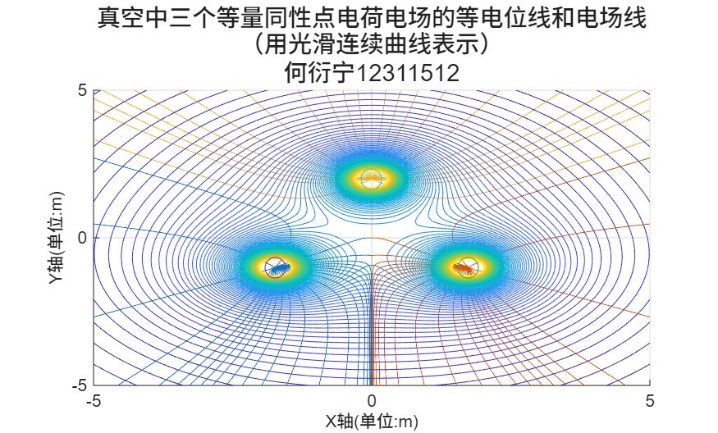 真空中三个等量同性点电荷电场的等电位线和电场线
（用光滑连续曲线表示）
何衍宁12311512
5
Y轴(单位:m)
0
-5
-5
0
5
X轴(单位:m)